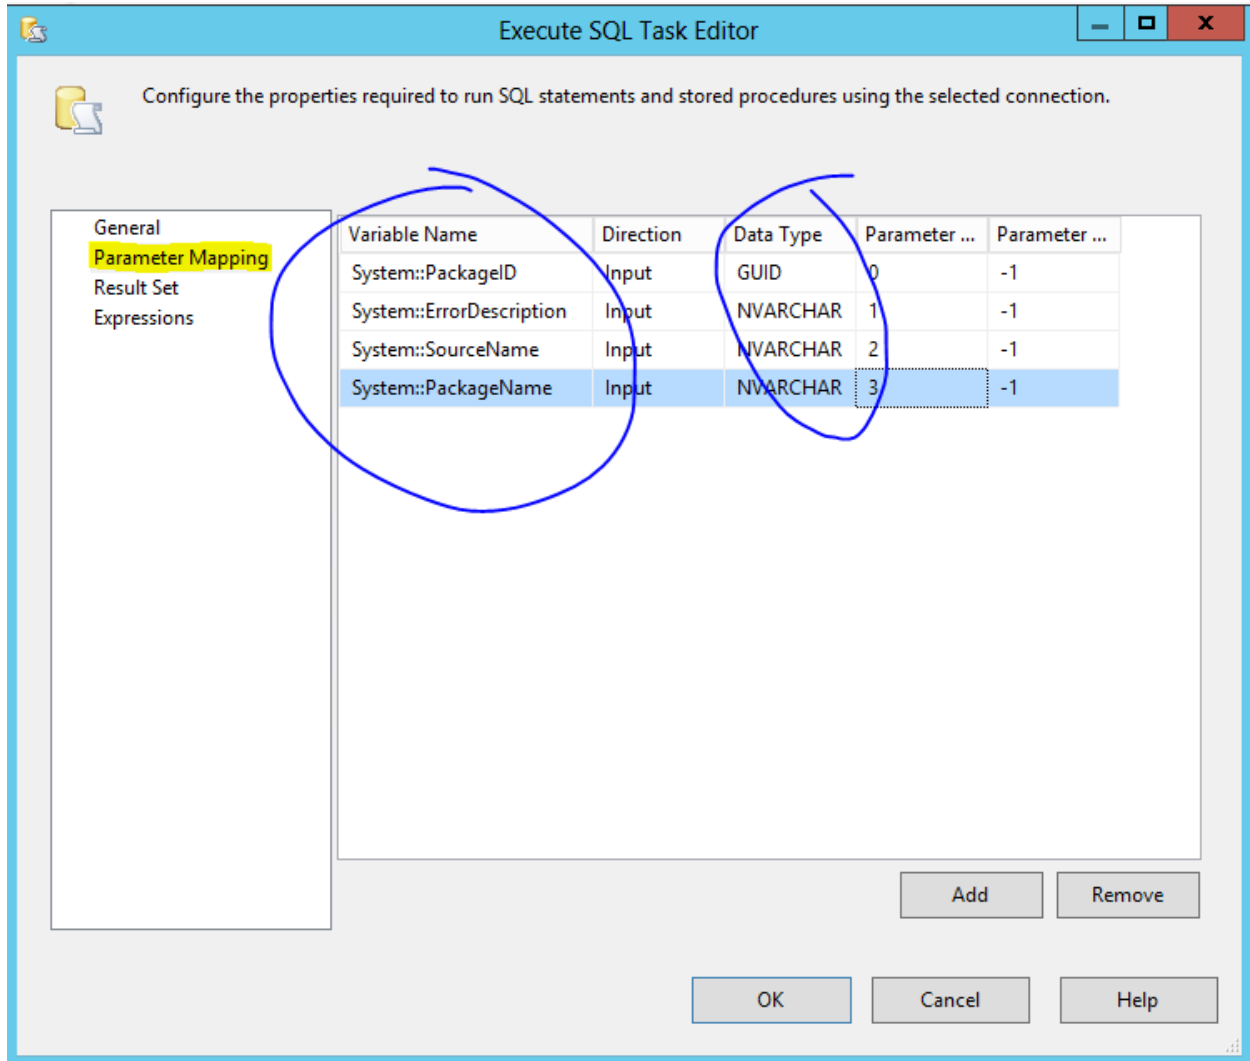 Execute SQL Task Editor
X
Configure the properties required to run SQL statements and stored procedures using the selected connection.
General
Parameter Mapping
Result Set
Expressions
Variable Name Direction Data Type Parameter ... Parameter ...
System::PackageID Input GUID 0 -1
System::ErrorDescription Input NVARCHAR 1 -1
System::SourceName Input NVARCHAR 2 -1
System::PackageName Input NVARCHAR 3 -1
Add Remove
OK Cancel Help